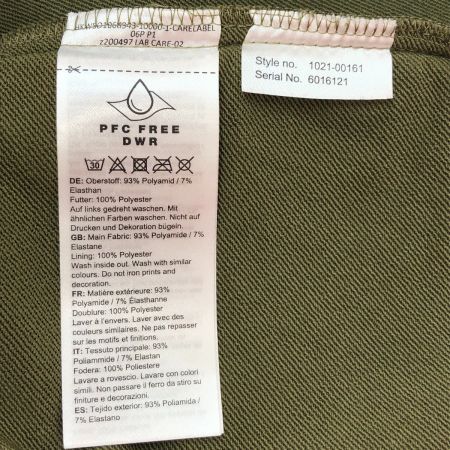 06P P1
z200497 LAB CARE-02
PFC FREE
DWR
30
DE: Oberstoff: 93% Polyamid / 7%
Elasthan
Futter: 100% Polyester
Auf links gedreht waschen. Mit
ähnlichen Farben waschen. Nicht auf
Drucken und Dekoration bügeln.
GB: Main Fabric: 93% Polyamide / 7%
Elastane
Lining: 100% Polyester
Wash inside out. Wash with similar
colours. Do not iron prints and
decoration.
FR: Matière extérieure: 93%
Polyamide / 7% Élasthanne
Doublure: 100% Polyester
Laver à l'envers. Laver avec des
couleurs similaires. Ne pas repasser
sur les motifs et finitions.
IT: Tessuto principale: 93%
Poliammide / 7% Elastan
Fodera: 100% Poliestere
Lavare a rovescio. Lavare con colori
simili. Non passare il ferro da stiro su
finiture e decorazioni.
ES: Tejido exterior: 93% Poliamida /
7% Elastano
Style no. 1021-00161
Serial No. 6016121